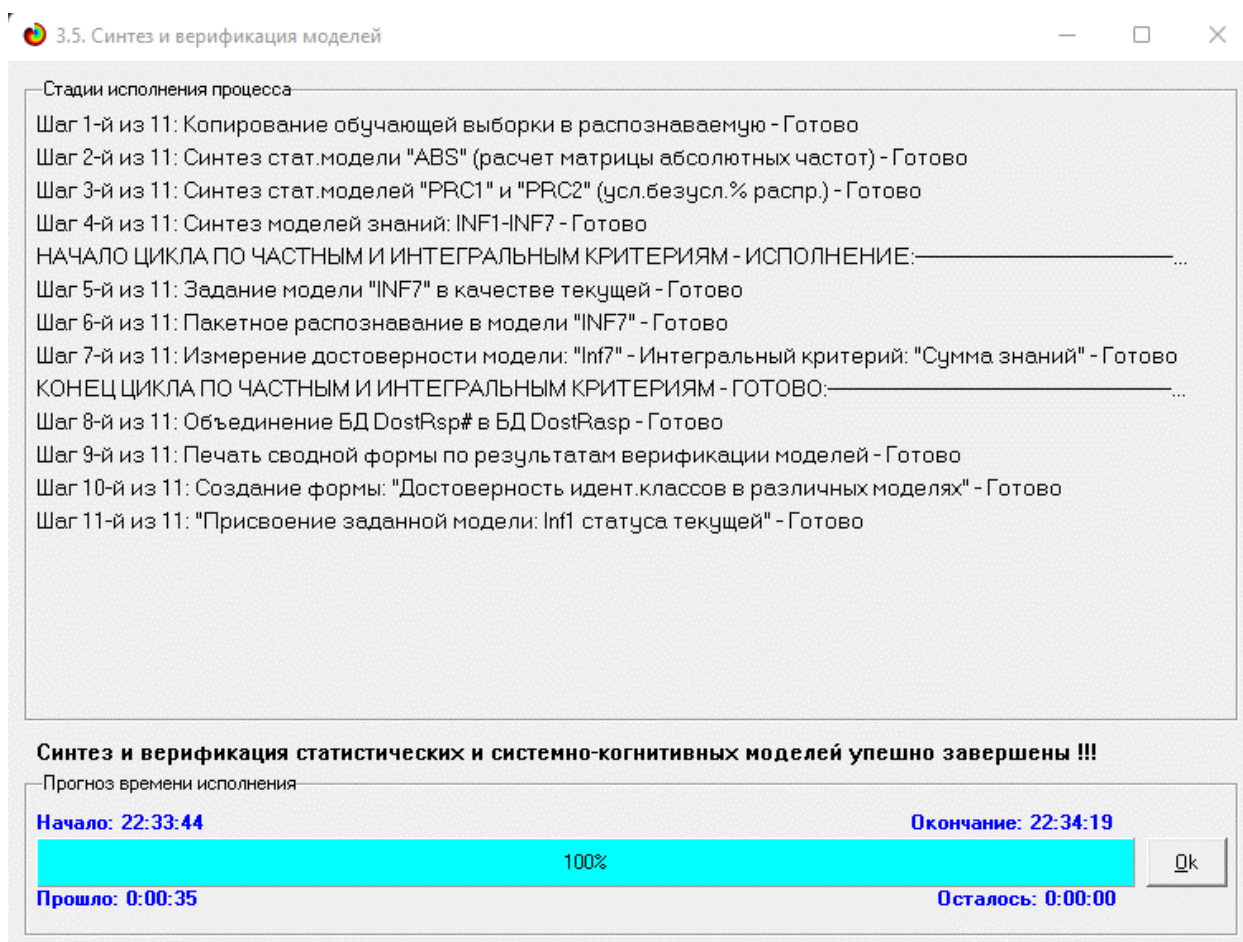 3.5. Синтез и верификация моделей
Стадии исполнения процесса
Шаг 1-й из 11: Копирование обучающей выборки в распознаваемую - Готово
Шаг 2-й из 11: Синтез стат.модели "ABS" (расчет матрицы абсолютных частот) - Готово
Шаг 3-й из 11: Синтез стат.моделей "PRC1" и "PRC2" (усл.безусл.% распр.) - Готово
Шаг 4-й из 11: Синтез моделей знаний: INF1-INF7 - Готово
НАЧАЛО ЦИКЛА ПО ЧАСТНЫМ И ИНТЕГРАЛЬНЫМ КРИТЕРИЯМ - ИСПОЛНЕНИЕ:——————————...
Шаг 5-й из 11: Задание модели "INF7" в качестве текущей - Готово
Шаг 6-й из 11: Пакетное распознавание в модели "INF7" - Готово
Шаг 7-й из 11: Измерение достоверности модели: "Inf7" - Интегральный критерий: "Сумма знаний" - Готово
КОНЕЦ ЦИКЛА ПО ЧАСТНЫМ И ИНТЕГРАЛЬНЫМ КРИТЕРИЯМ - ГОТОВО:——————————————...
Шаг 8-й из 11: Объединение БД DostRsp# в БД DostRasp - Готово
Шаг 9-й из 11: Печать сводной формы по результатам верификации моделей - Готово
Шаг 10-й из 11: Создание формы: "Достоверность идент.классов в различных моделях" - Готово
Шаг 11-й из 11: "Присвоение заданной модели: Inf1 статуса текущей" - Готово
Синтез и верификация статистических и системно-когнитивных моделей упешно завершены !!!
Прогноз времени исполнения
Начало: 22:33:44
Окончание: 22:34:19
100%
Ok
Прошло: 0:00:35
Осталось: 0:00:00